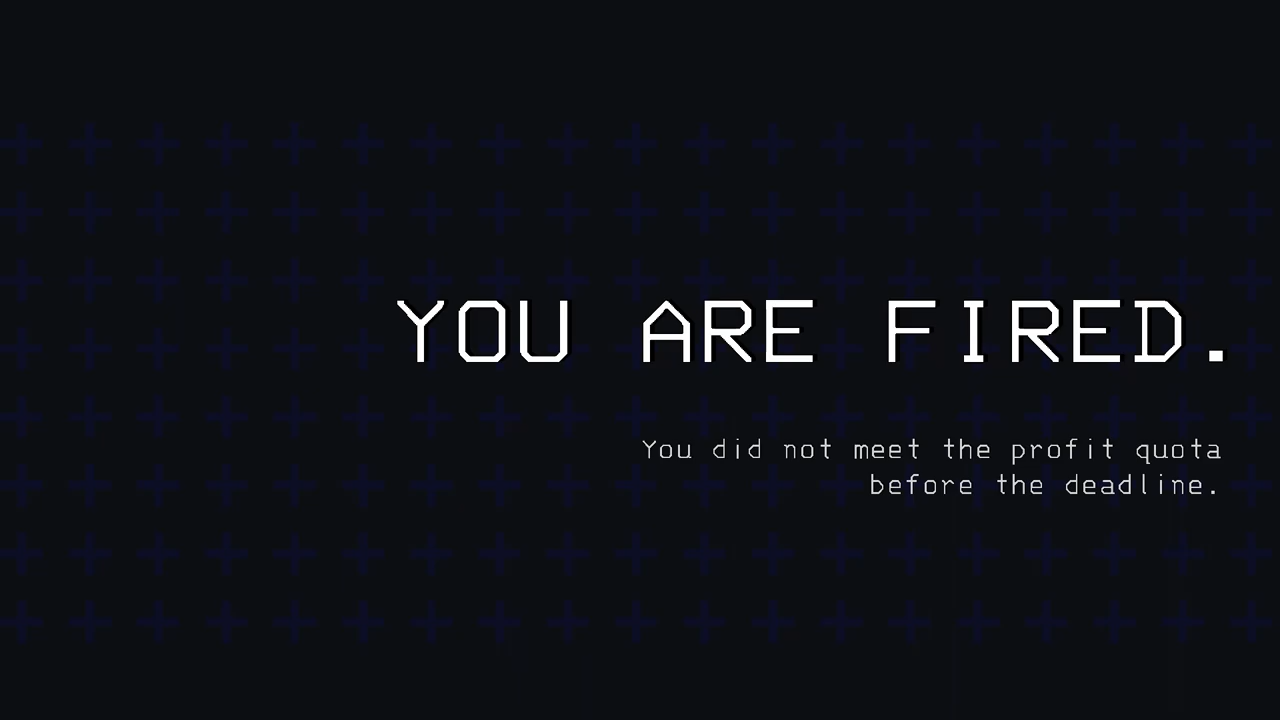 YOU ARE FIRED.
You did not meet the profit quota
before the deadline.